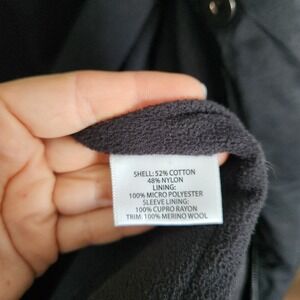 SHELL: 52% COTTON
48% NYLON
LINING:
100% MICRO POLYESTER
SLEEVE LINING:
100% CUPRO RAYON
TRIM: 100% MERINO WOOL